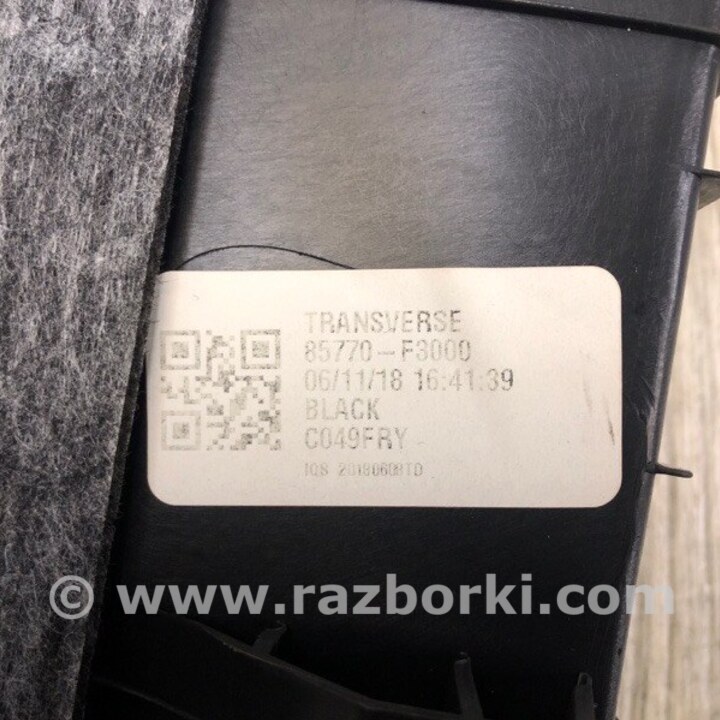 TRANSVERSE
85770-F3000
06/11/18 16:41:39
BLACK
C049FRY
IQS 20180608TD
© www.razborki.com